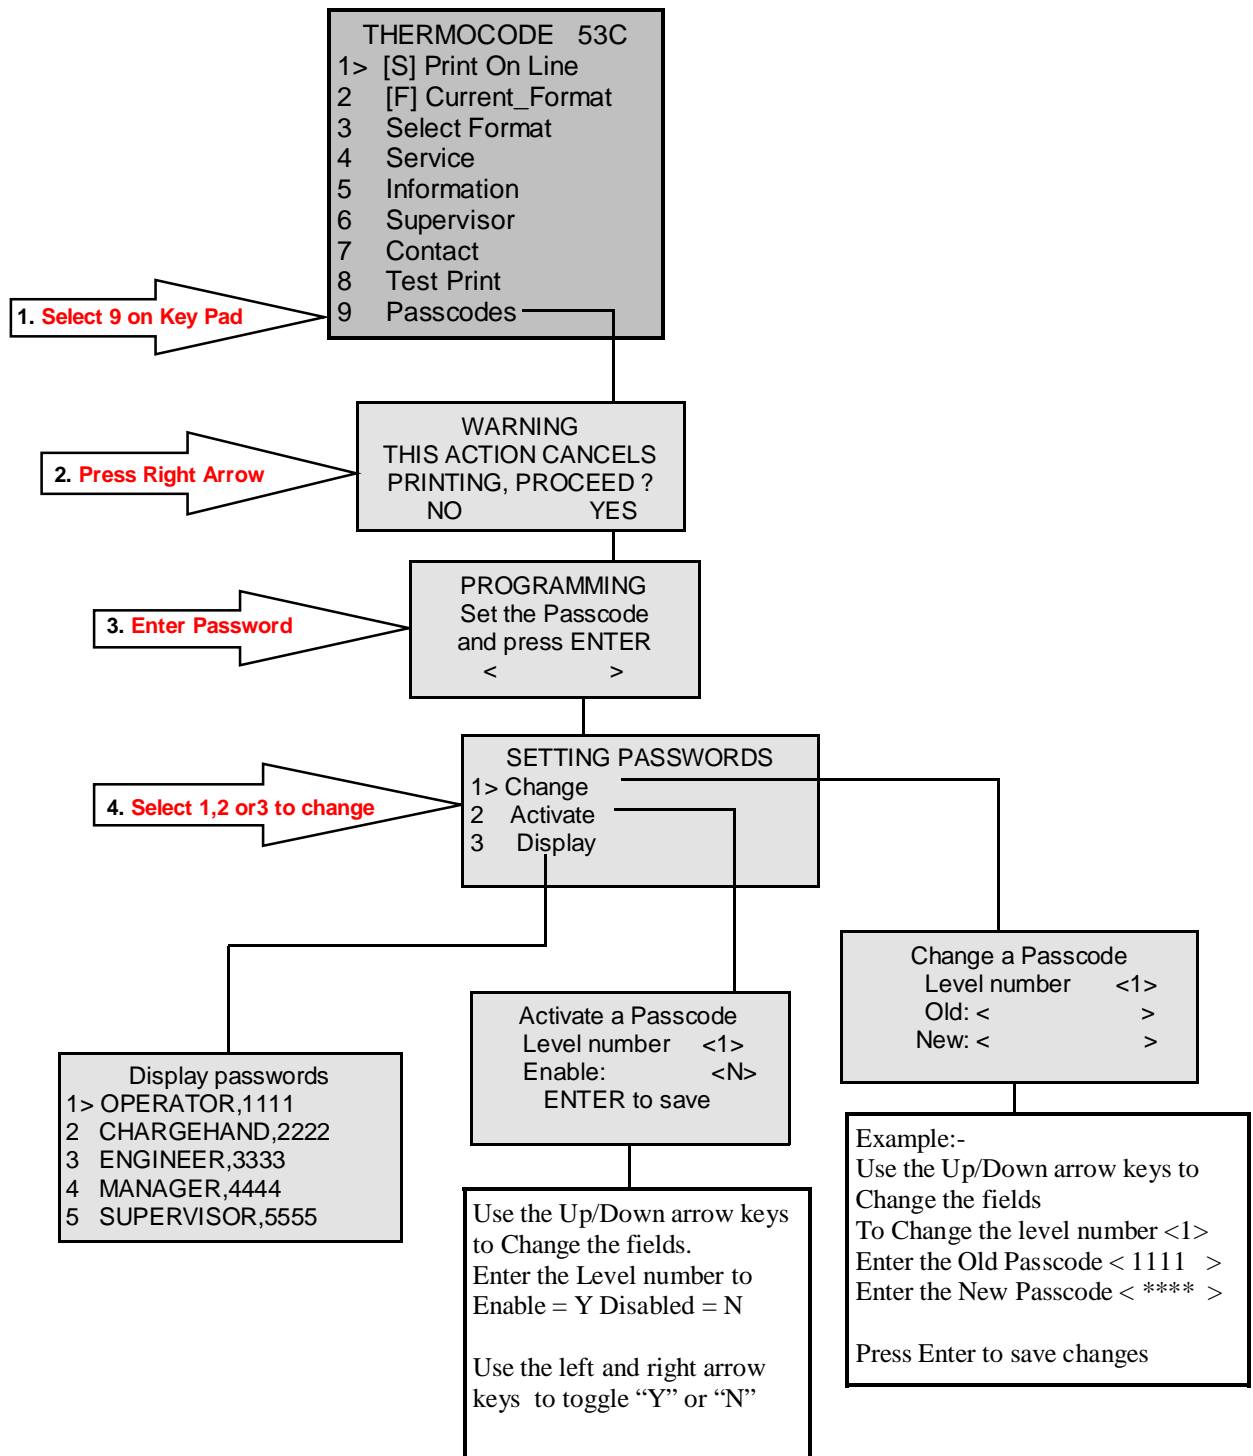 THERMOCODE 53C
1> [S] Print On Line
2 [F] Current_Format
3 Select Format
4 Service
5 Information
6 Supervisor
7 Contact
8 Test Print
9 Passcodes
1. Select 9 on Key Pad
WARNING
THIS ACTION CANCELS
PRINTING, PROCEED ?
NO YES
2. Press Right Arrow
PROGRAMMING
Set the Passcode
and press ENTER
< >
3. Enter Password
SETTING PASSWORDS
1> Change
2 Activate
3 Display
4. Select 1,2 or3 to change
Display passwords
1> OPERATOR,1111
2 CHARGEHAND,2222
3 ENGINEER,3333
4 MANAGER,4444
5 SUPERVISOR,5555
Activate a Passcode
Level number <1>
Enable: <N>
ENTER to save
Use the Up/Down arrow keys
to Change the fields.
Enter the Level number to
Enable = Y Disabled = N
Use the left and right arrow
keys to toggle “Y” or “N”
Change a Passcode
Level number <1>
Old: < >
New: < >
Example:-
Use the Up/Down arrow keys to
Change the fields
To Change the level number <1>
Enter the Old Passcode < 1111 >
Enter the New Passcode < **** >
Press Enter to save changes